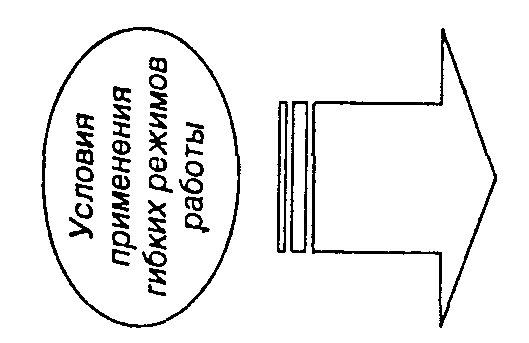 Условия
применения
гибких режимов
работы